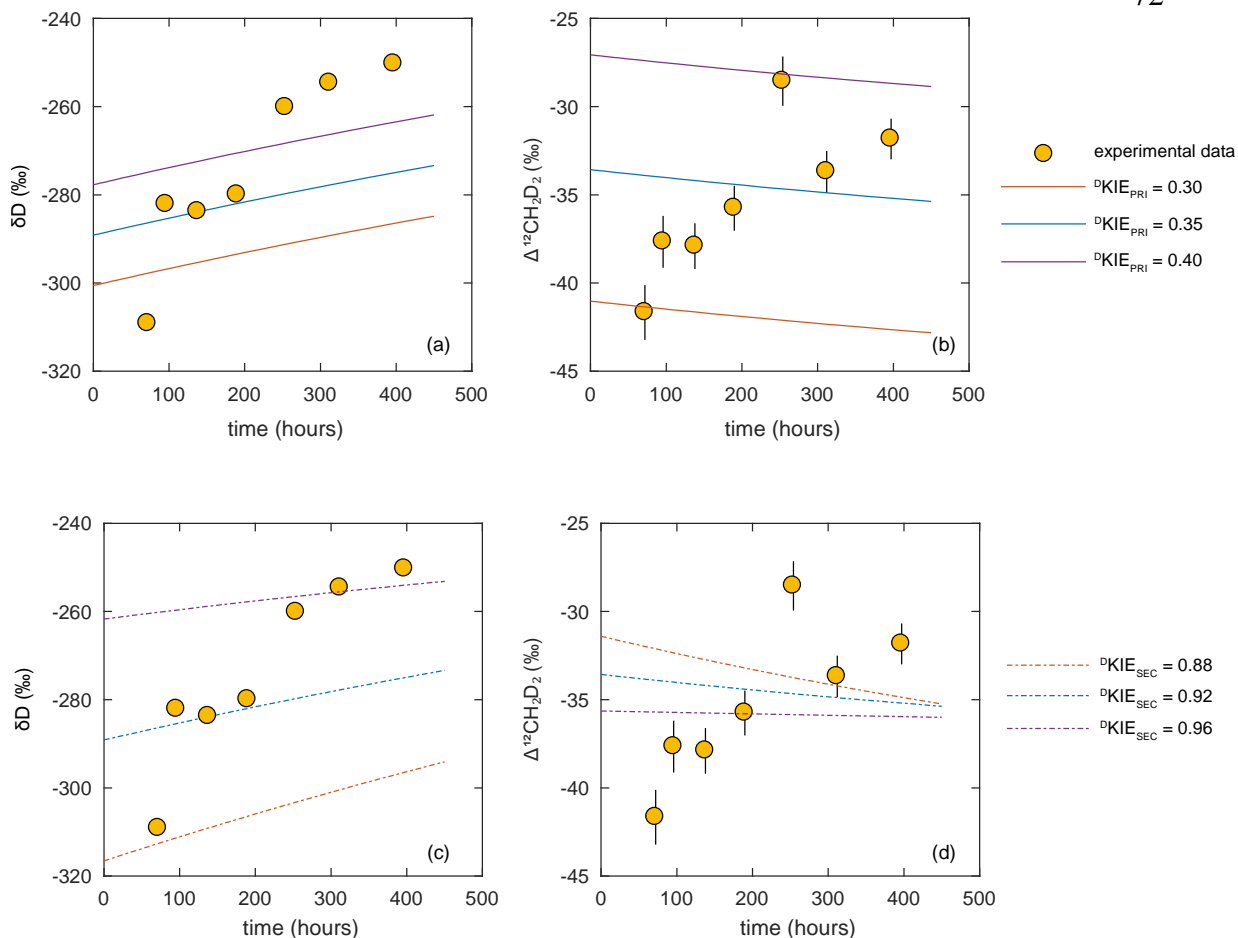 -240
-260
-280
-300
-320
δD (‰)
0 100 200 300 400 500
time (hours)
(a)
-25
-30
-35
-40
-45
Δ¹²CH₂D₂ (‰)
0 100 200 300 400 500
time (hours)
(b)
experimental data
ᴰKIE_PRI = 0.30
ᴰKIE_PRI = 0.35
ᴰKIE_PRI = 0.40
-240
-260
-280
-300
-320
δD (‰)
0 100 200 300 400 500
time (hours)
(c)
-25
-30
-35
-40
-45
Δ¹²CH₂D₂ (‰)
0 100 200 300 400 500
time (hours)
(d)
ᴰKIE_SEC = 0.88
ᴰKIE_SEC = 0.92
ᴰKIE_SEC = 0.96